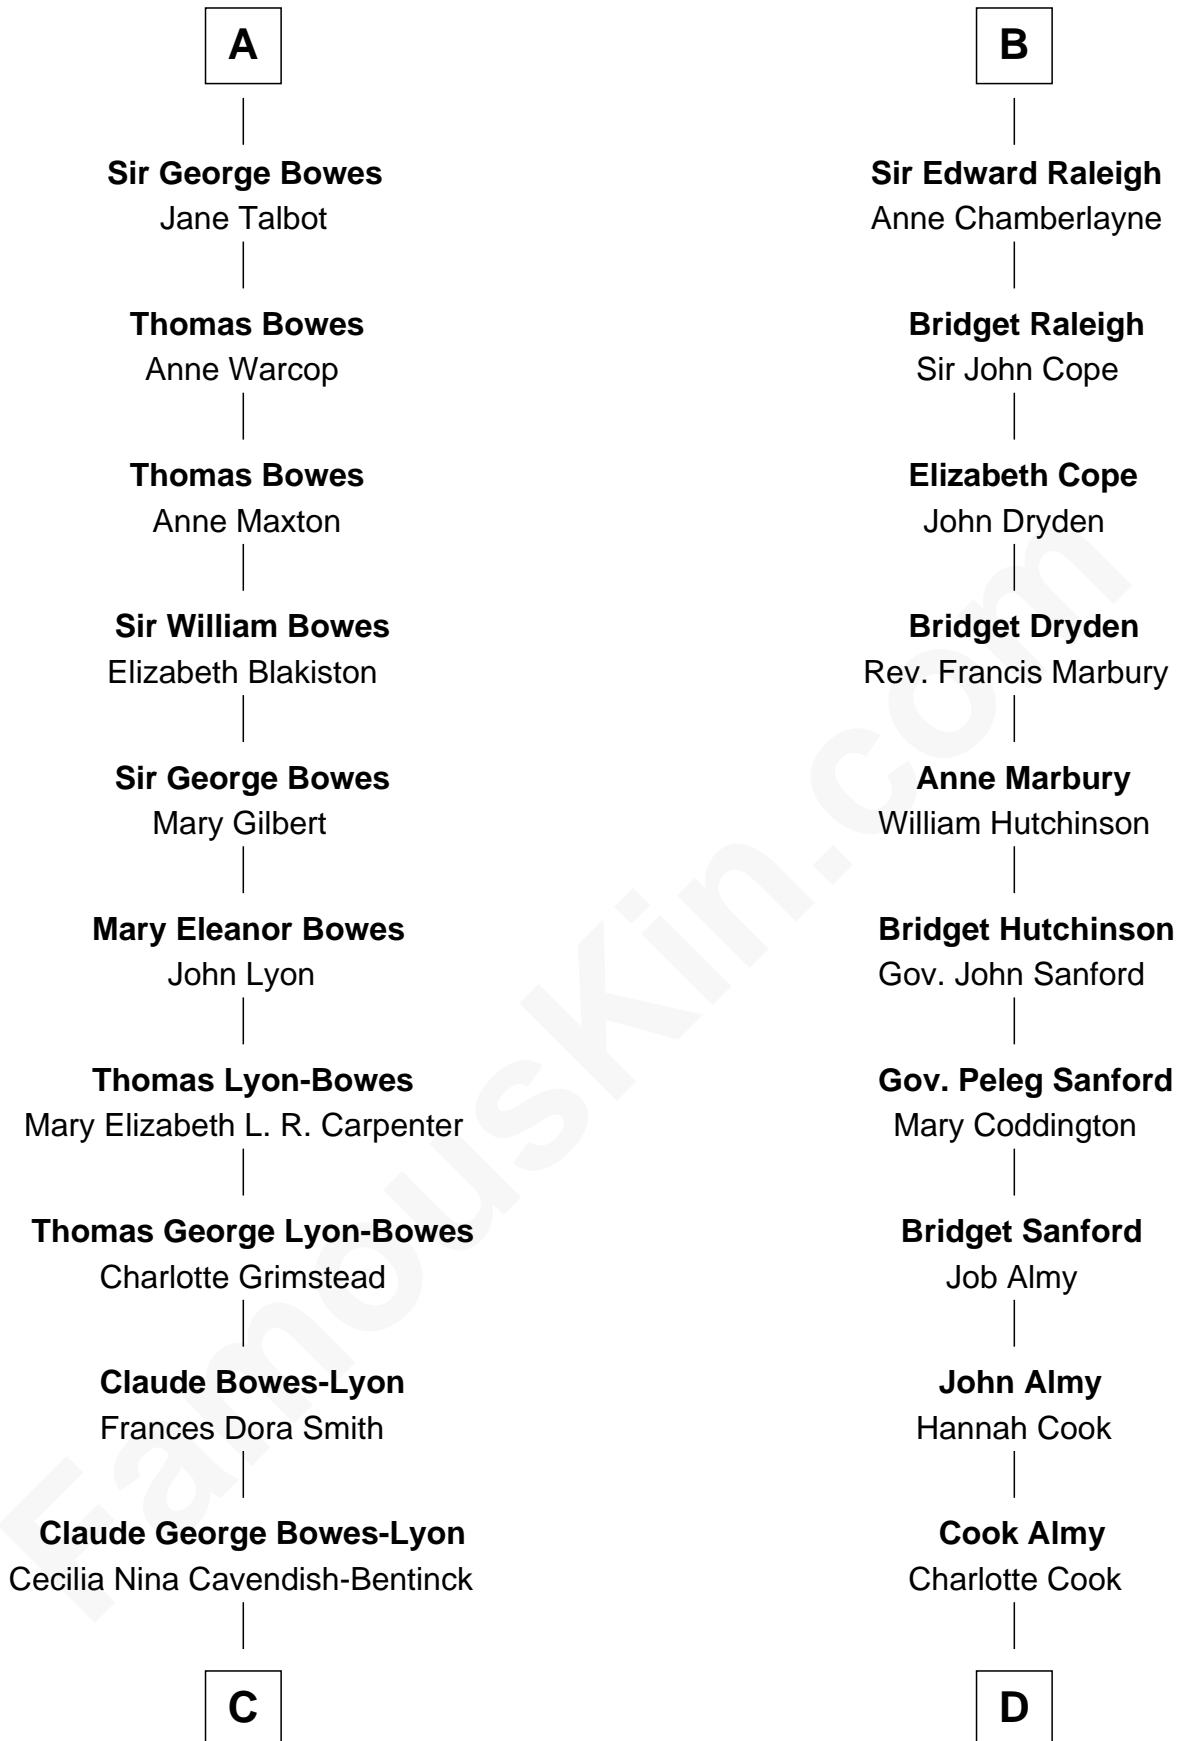 A
Sir George Bowes
Jane Talbot
Thomas Bowes
Anne Warcop
Thomas Bowes
Anne Maxton
Sir William Bowes
Elizabeth Blakiston
Sir George Bowes
Mary Gilbert
Mary Eleanor Bowes
John Lyon
Thomas Lyon-Bowes
Mary Elizabeth L. R. Carpenter
Thomas George Lyon-Bowes
Charlotte Grimstead
Claude Bowes-Lyon
Frances Dora Smith
Claude George Bowes-Lyon
Cecilia Nina Cavendish-Bentinck
C
B
Sir Edward Raleigh
Anne Chamberlayne
Bridget Raleigh
Sir John Cope
Elizabeth Cope
John Dryden
Bridget Dryden
Rev. Francis Marbury
Anne Marbury
William Hutchinson
Bridget Hutchinson
Gov. John Sanford
Gov. Peleg Sanford
Mary Coddington
Bridget Sanford
Job Almy
John Almy
Hannah Cook
Cook Almy
Charlotte Cook
D
FamousKin.com